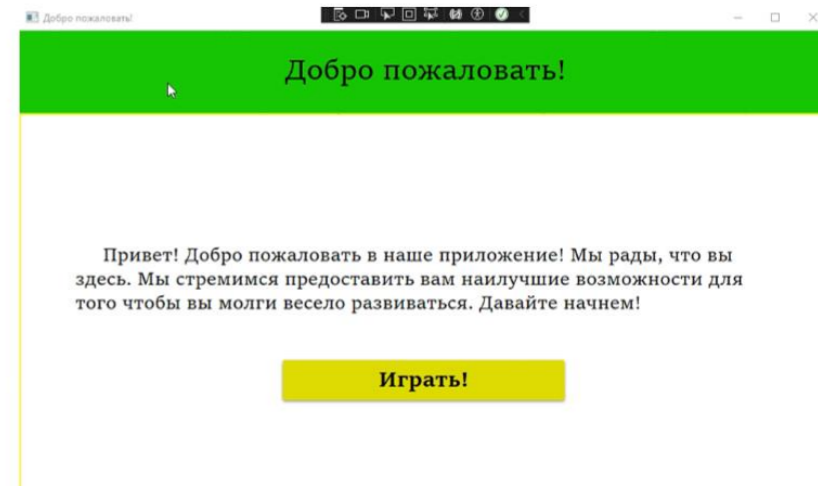 Добро пожаловать!
Добро пожаловать!
Привет! Добро пожаловать в наше приложение! Мы рады, что вы
здесь. Мы стремимся предоставить вам наилучшие возможности для
того чтобы вы молги весело развиваться. Давайте начнем!
Играть!